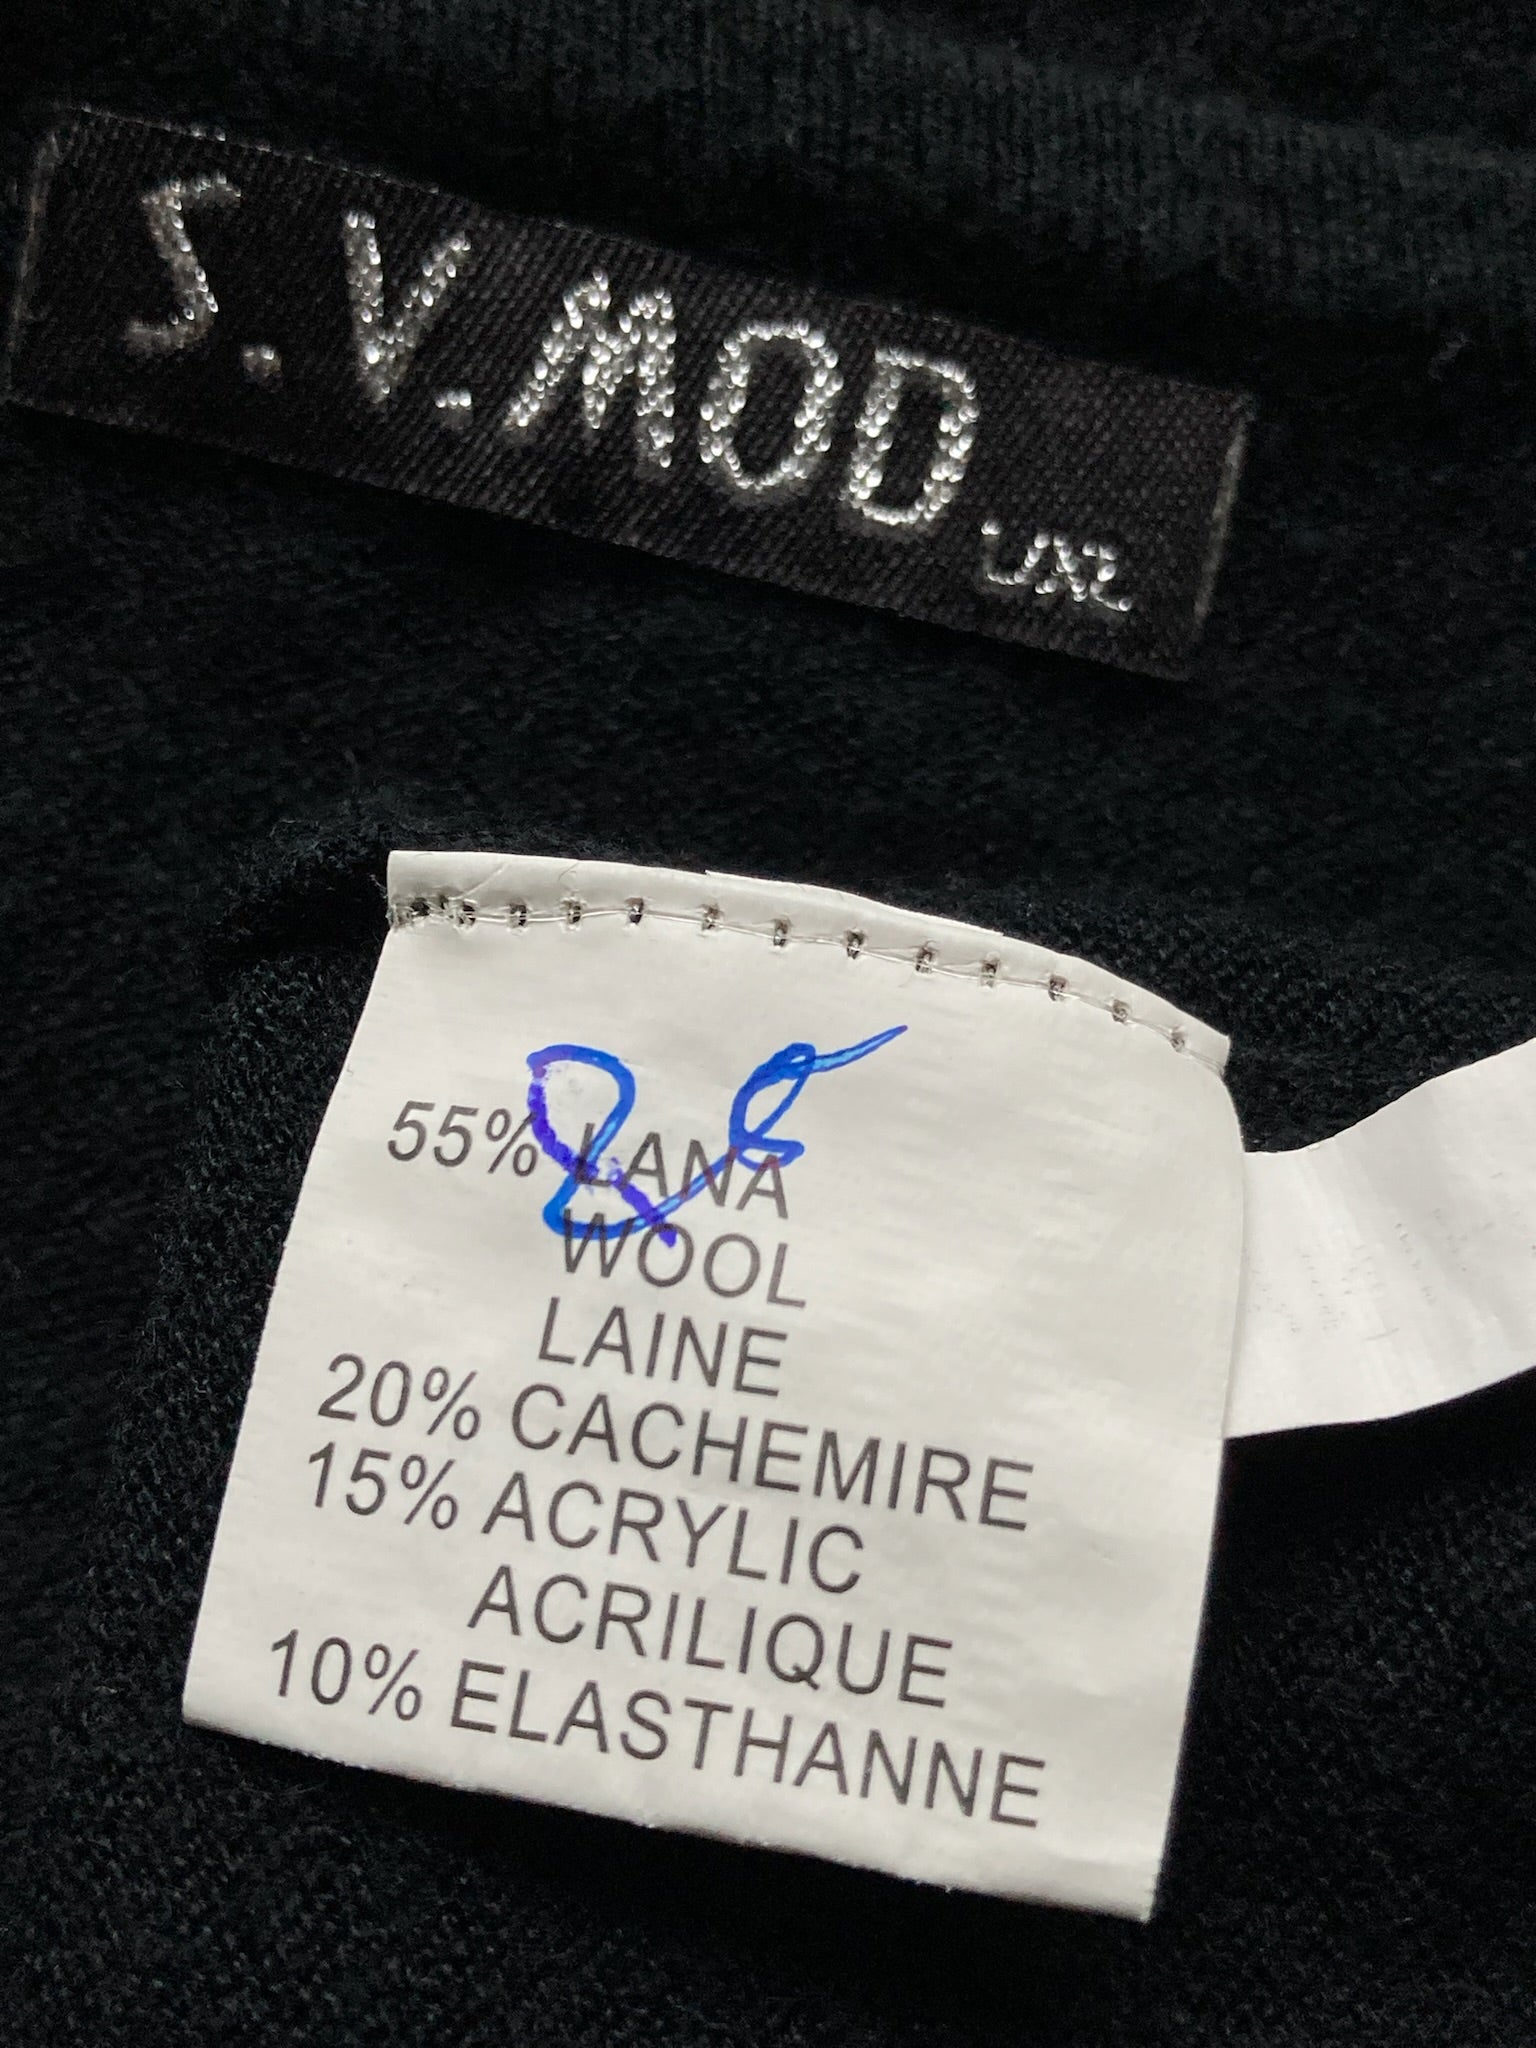 S.V.MOD
55% LANA
WOOL
LAINE
20% CACHEMIRE
15% ACRYLIC
ACRILIQUE
10% ELASTHANNE